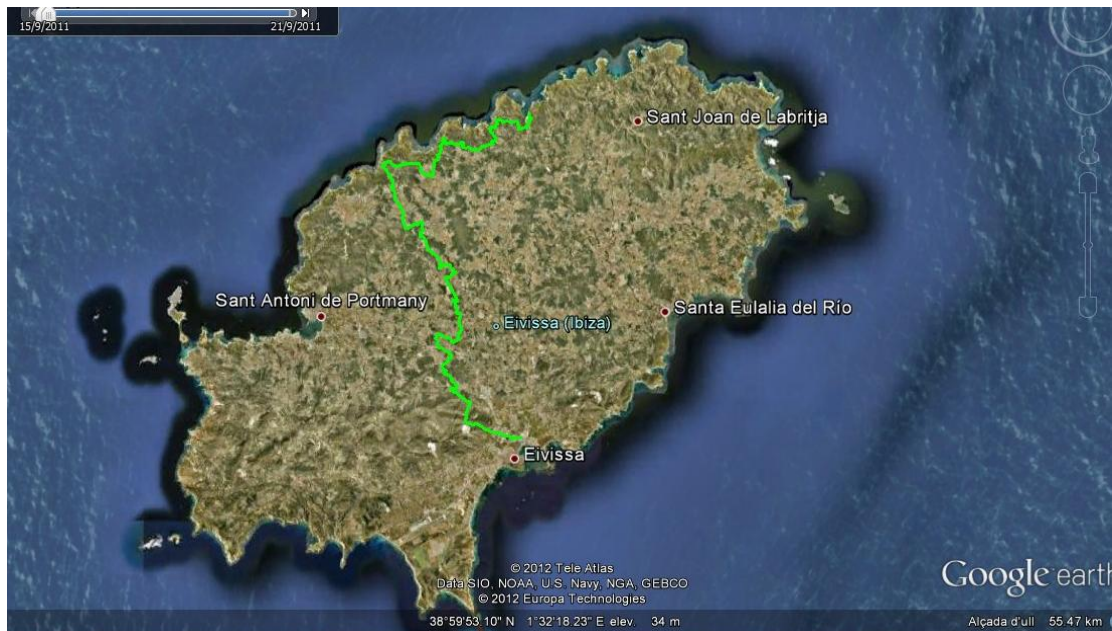 15/9/2011
21/9/2011
Sant Joan de Labritja
Sant Antoni de Portmany
Santa Eulalia del Río
Eivissa (Ibiza)
Eivissa
© 2012 Tele Atlas
Data SIO, NOAA, U.S. Navy, NGA, GEBCO
© 2012 Europa Technologies
Google earth
38°59'53.10" N 1°32'18.23" E elev. 34 m
Alçada d'ull 55.47 km